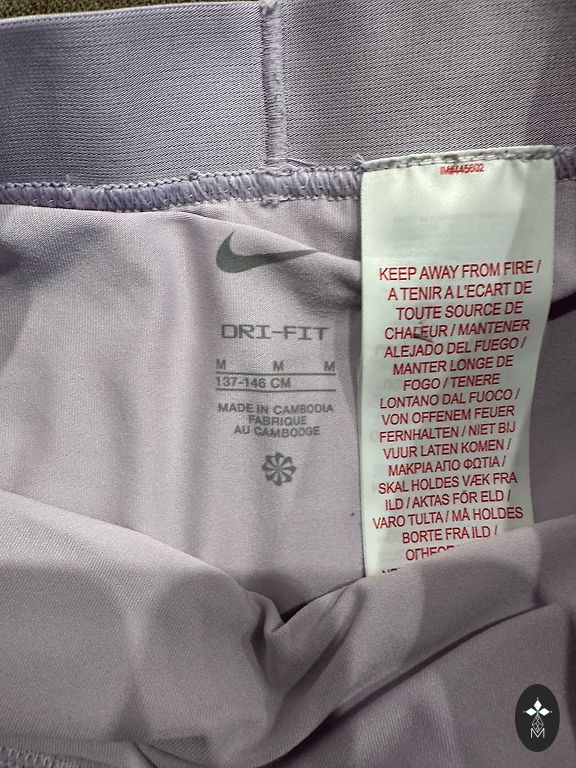 IM#445602
DRI-FIT
M M M
137-146 CM
MADE IN CAMBODIA
FABRIQUÉ
AU CAMBODGE
KEEP AWAY FROM FIRE /
A TENIR A L'ECART DE
TOUTE SOURCE DE
CHALEUR / MANTENER
ALEJADO DEL FUEGO /
MANTER LONGE DE
FOGO / TENERE
LONTANO DAL FUOCO /
VON OFFENEM FEUER
FERNHALTEN / NIET BIJ
VUUR LATEN KOMEN /
ΜΑΚΡΙΑ ΑΠΟ ΦΩΤΙΑ /
SKAL HOLDES VÆK FRA
ILD / AKTAS FÖR ELD /
VARO TULTA / MÅ HOLDES
BORTE FRA ILD /
M